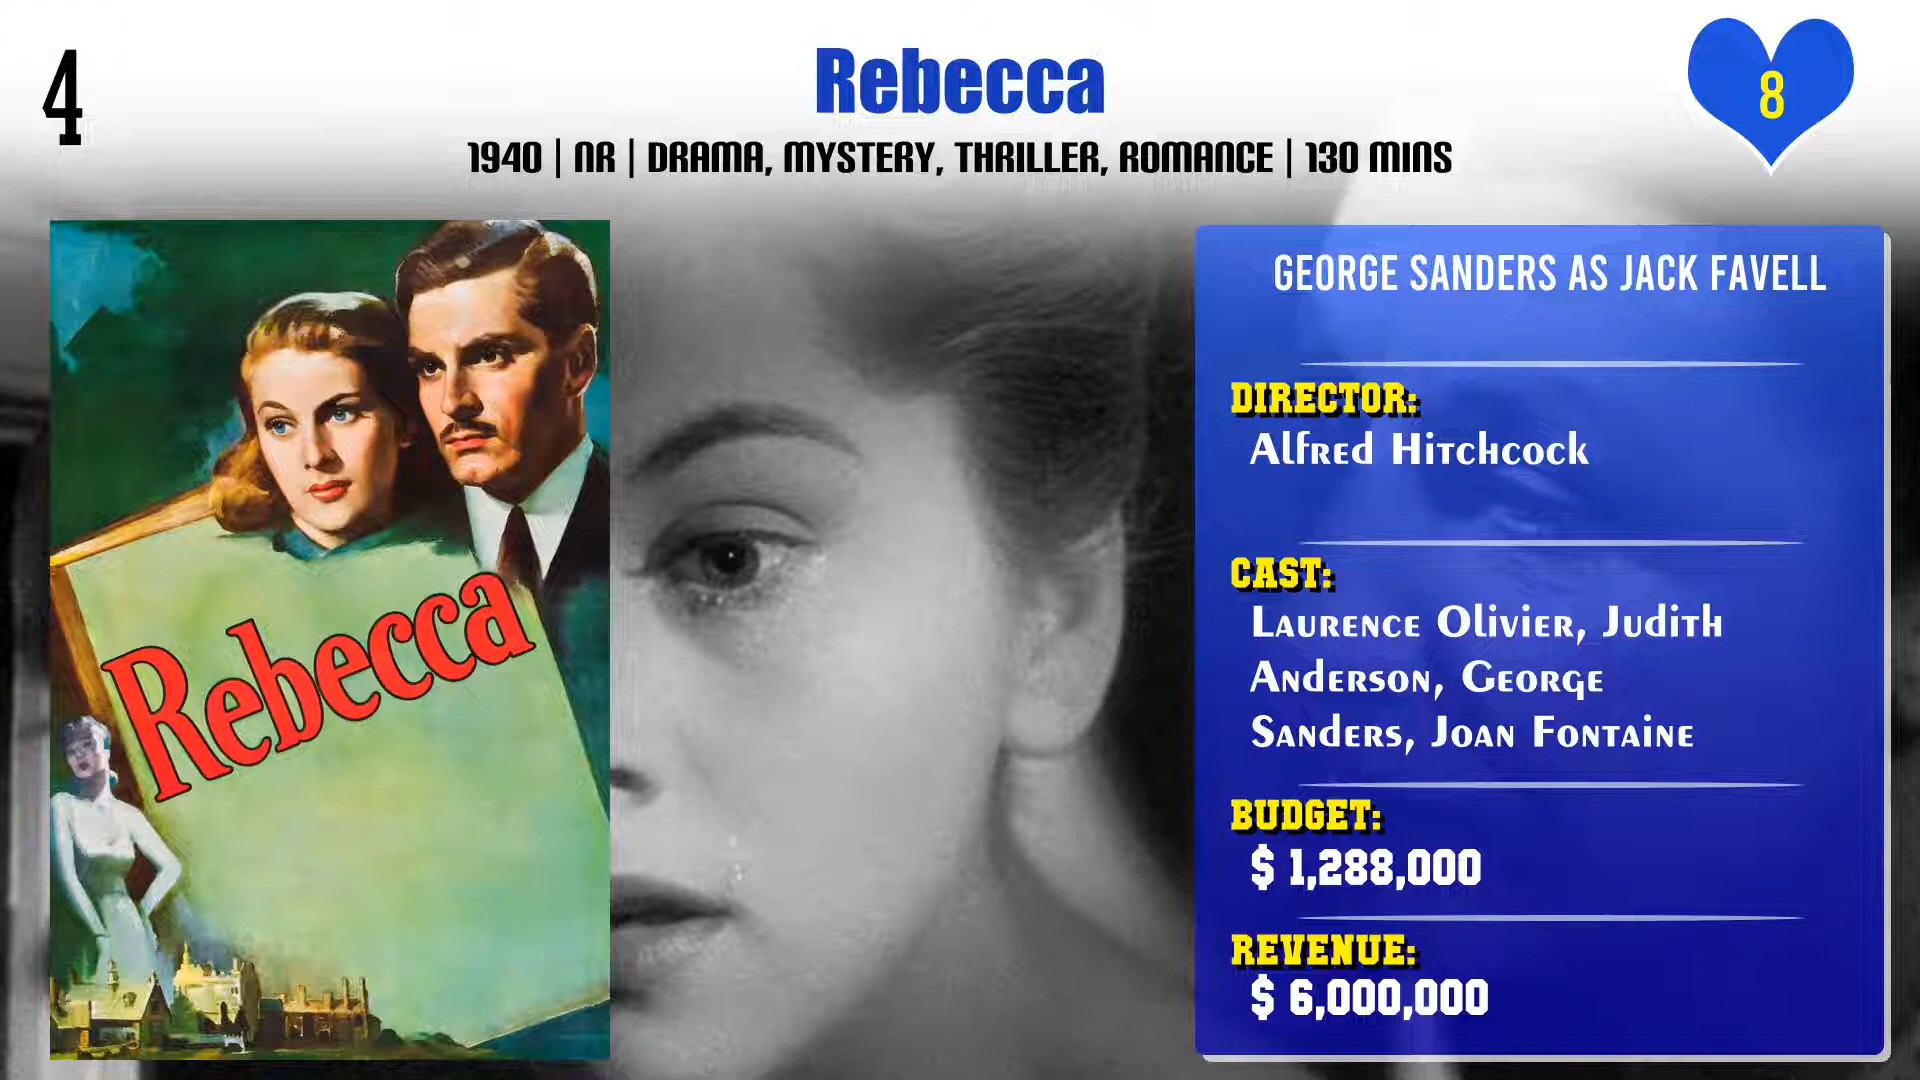 4
Rebecca
8
1940 | NR | DRAMA, MYSTERY, THRILLER, ROMANCE | 130 MINS
Rebecca
GEORGE SANDERS AS JACK FAVELL
DIRECTOR:
Alfred Hitchcock
CAST:
Laurence Olivier, Judith
Anderson, George
Sanders, Joan Fontaine
BUDGET:
$ 1,288,000
REVENUE:
$ 6,000,000